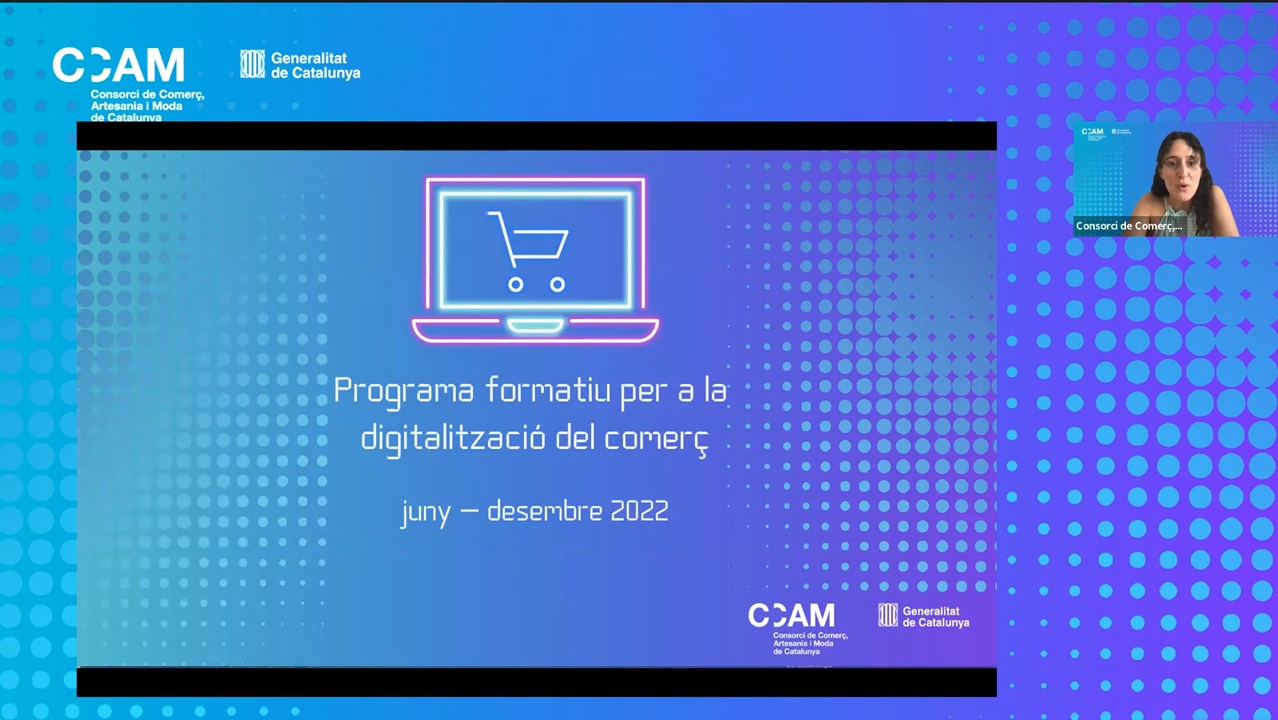 CCAM
Consorci de Comerç,
Artesania i Moda
de Catalunya
Generalitat
de Catalunya
CCAM
Consorci de Comerç,...
Programa formatiu per a la
digitalització del comerç
juny – desembre 2022
CCAM
Consorci de Comerç,
Artesania i Moda
de Catalunya
Generalitat
de Catalunya